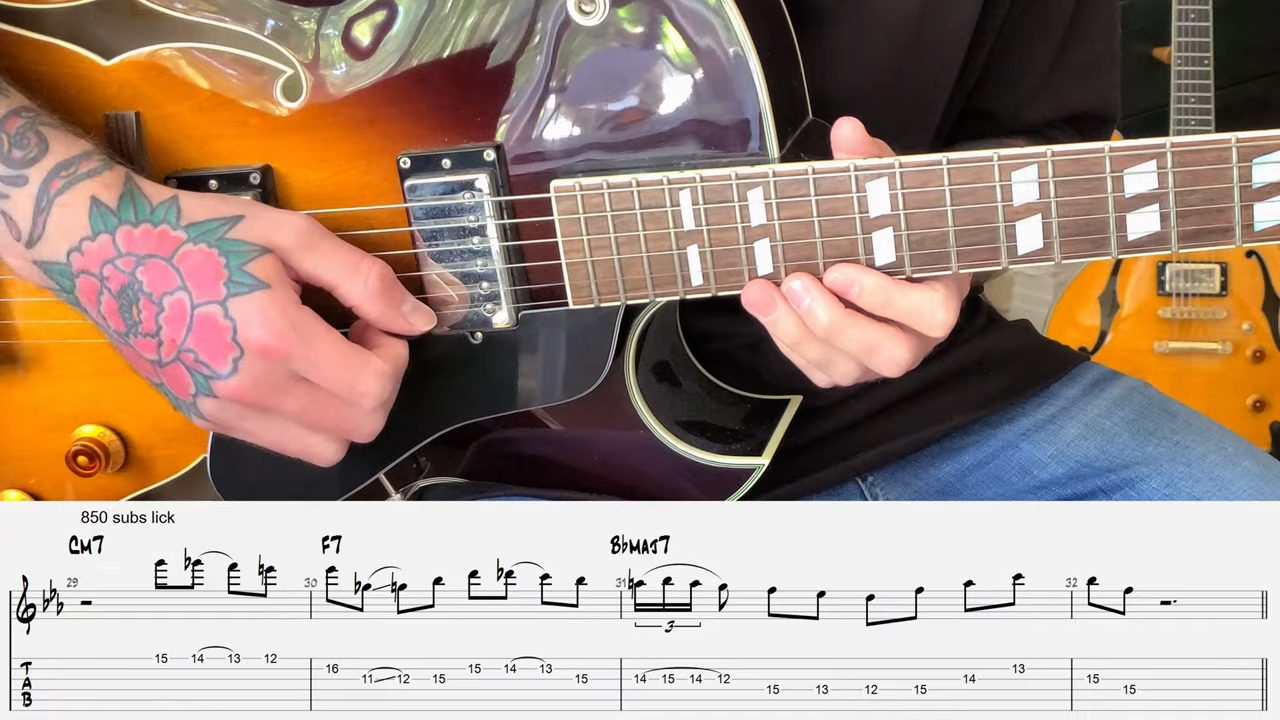 850 subs lick
CM7 F7 B♭MAJ7
29 30 31 32
3
T
A
B
15 14 13 12 16 11 12 15 15 14 13 15 14 15 14 12 15 13 12 15 14 13 15 15